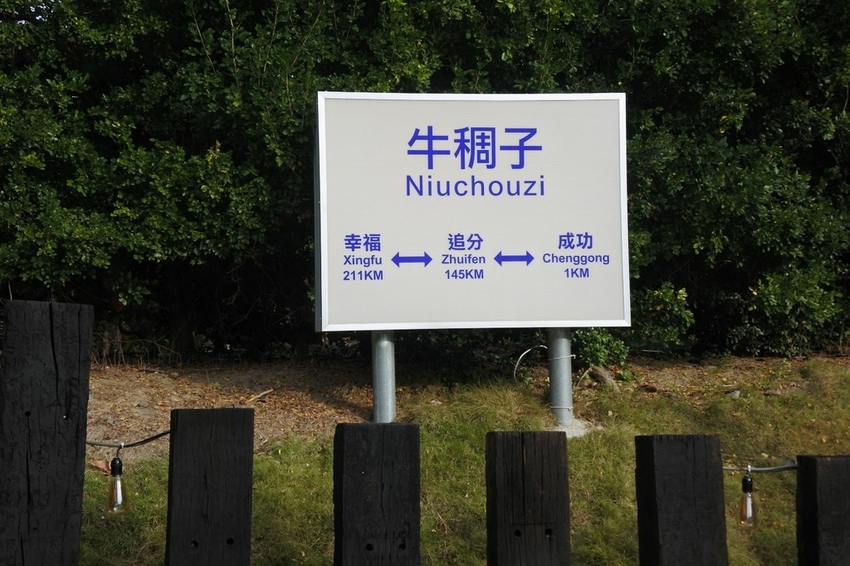 牛稠子
Niuchouzi
幸福 追分 成功
Xingfu Zhuifen Chenggong
211KM 145KM 1KM